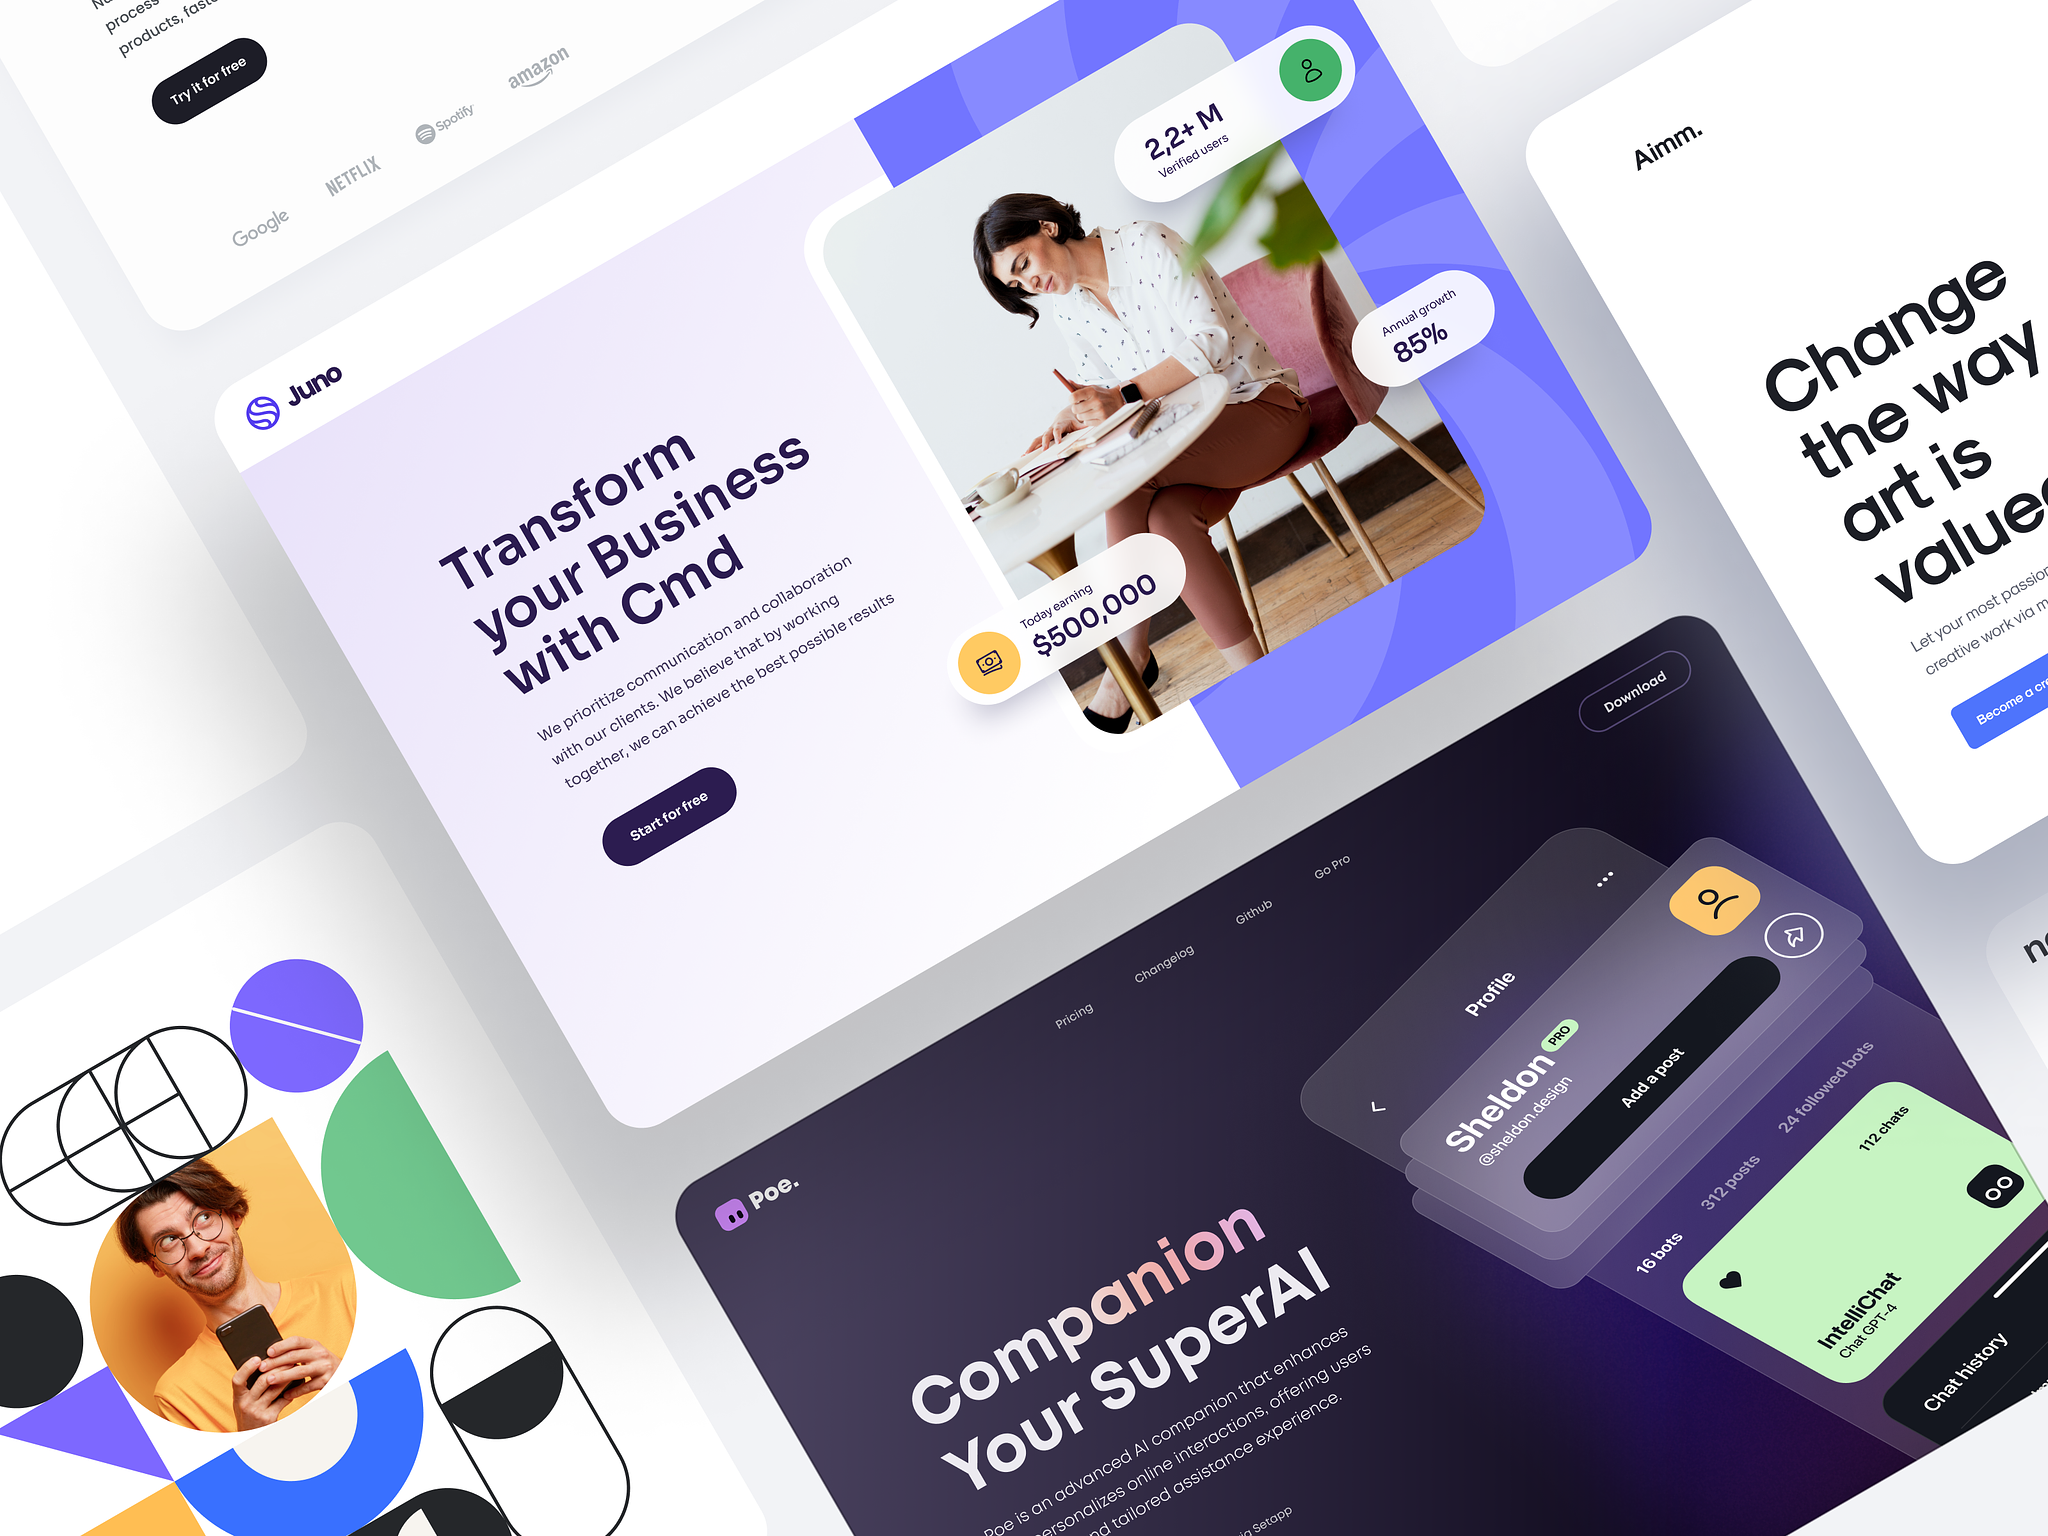 process
products, faste
Try it for free
Google
NETFLIX
Spotify
amazon
Juno
Transform
your Business
with Cmd
We prioritize communication and collaboration
with our clients. We believe that by working
together, we can achieve the best possible results
Start for free
2,2+ M
Verified users
Annual growth
85%
Today earning
$500,000
Aimm.
Change
the way
art is
value
Let your most passion
creative work via m
Become a cre
Poe.
Pricing
Changelog
Github
Go Pro
Download
Companion
Your SuperAI
Poe is an advanced AI companion that enhances
personalizes online interactions, offering users
and tailored assistance experience.
via Setapp
Profile
Sheldon
PRO
@sheldon.design
Add a post
16 bots
312 posts
24 followed bots
112 chats
IntelliChat
Chat GPT-4
Chat history